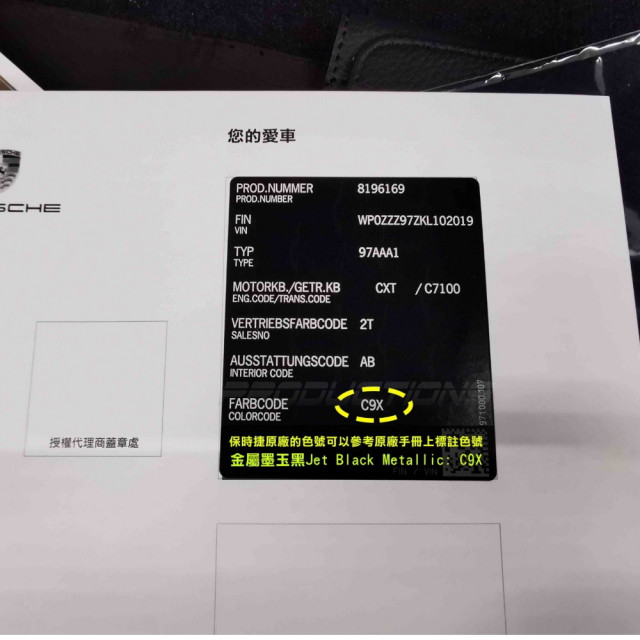 您的愛車
SCHE
PROD.NUMMER 8196169
PROD.NUMBER
FIN WP0ZZZ97ZKL102019
VIN
TYP 97AAA1
TYPE
MOTORKB./GETR.KB CXT / C7100
ENG.CODE/TRANS.CODE
VERTRIEBSFARBCODE 2T
SALESNO
AUSSTATTUNGSCODE AB
INTERIOR CODE
FARBCODE C9X
COLORCODE
授權代理商蓋章處
保時捷原廠的色號可以參考原廠手冊上標註色號
金屬墨玉黑Jet Black Metallic: C9X
FIN / VIN